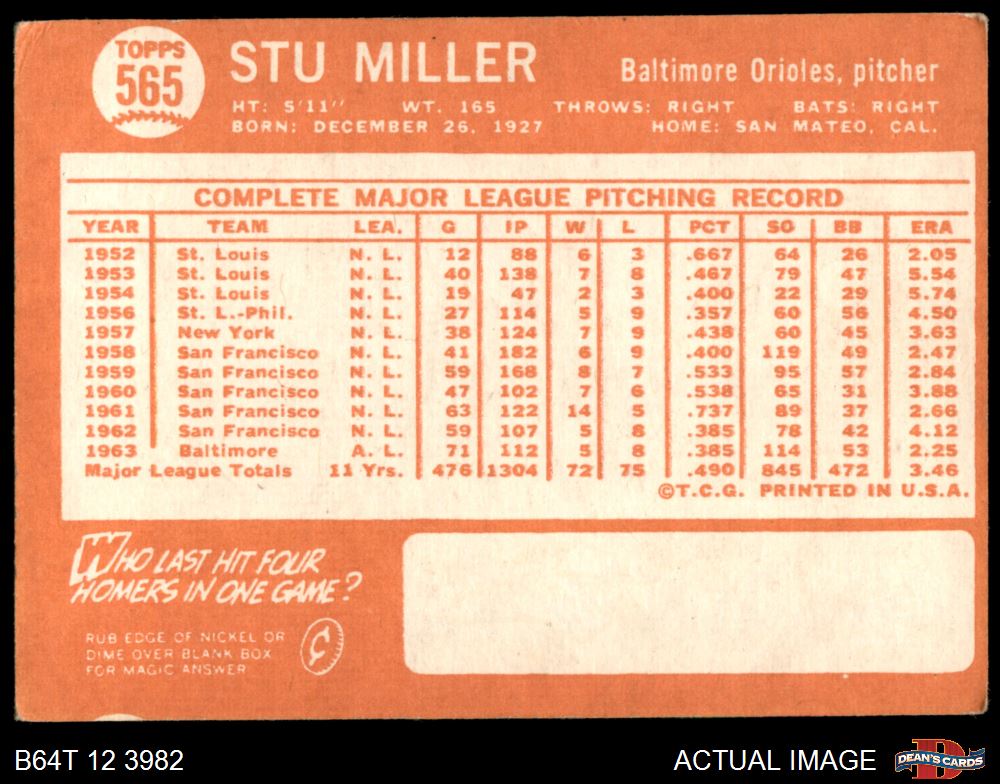 TOPPS
565
STU MILLER
Baltimore Orioles, pitcher
HT: 5'11" WT. 165 THROWS: RIGHT BATS: RIGHT
BORN: DECEMBER 26, 1927 HOME: SAN MATEO, CAL.
COMPLETE MAJOR LEAGUE PITCHING RECORD
YEAR TEAM LEA. G IP W L PCT SO BB ERA
1952 St. Louis N. L. 12 88 6 3 .667 64 26 2.05
1953 St. Louis N. L. 40 138 7 8 .467 79 47 5.54
1954 St. Louis N. L. 19 47 2 3 .400 22 29 5.74
1956 St. L.-Phil. N. L. 27 114 5 9 .357 60 56 4.50
1957 New York N. L. 38 124 7 9 .438 60 45 3.63
1958 San Francisco N. L. 41 182 6 9 .400 119 49 2.47
1959 San Francisco N. L. 59 168 8 7 .533 95 57 2.84
1960 San Francisco N. L. 47 102 7 6 .538 65 31 3.88
1961 San Francisco N. L. 63 122 14 5 .737 89 37 2.66
1962 San Francisco N. L. 59 107 5 8 .385 78 42 4.12
1963 Baltimore A. L. 71 112 5 8 .385 114 53 2.25
Major League Totals 11 Yrs. 476 1304 72 75 .490 845 472 3.46
©T.C.G. PRINTED IN U.S.A.
WHO LAST HIT FOUR
HOMERS IN ONE GAME?
RUB EDGE OF NICKEL OR
DIME OVER BLANK BOX
FOR MAGIC ANSWER
¢
B64T 12 3982
ACTUAL IMAGE
D
DEAN'S CARDS